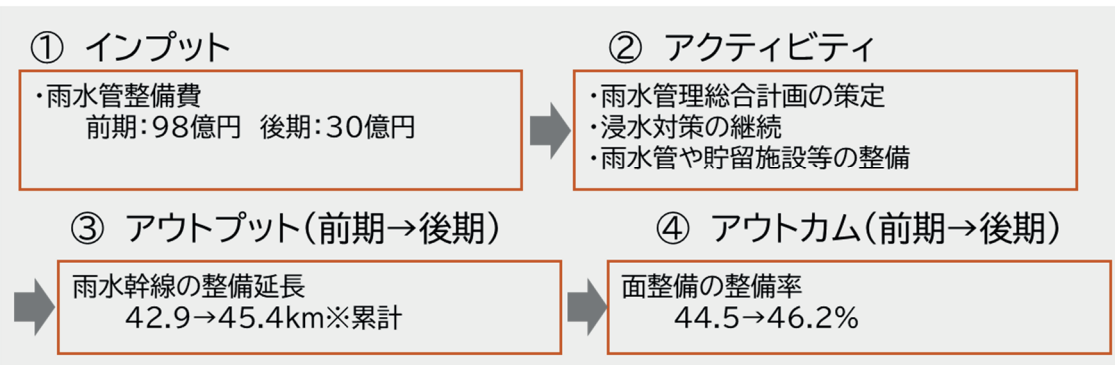 ① インプット
・雨水管整備費
前期：98億円 後期：30億円
② アクティビティ
・雨水管理総合計画の策定
・浸水対策の継続
・雨水管や貯留施設等の整備
③ アウトプット（前期→後期）
雨水幹線の整備延長
42.9→45.4km※累計
④ アウトカム（前期→後期）
面整備の整備率
44.5→46.2%